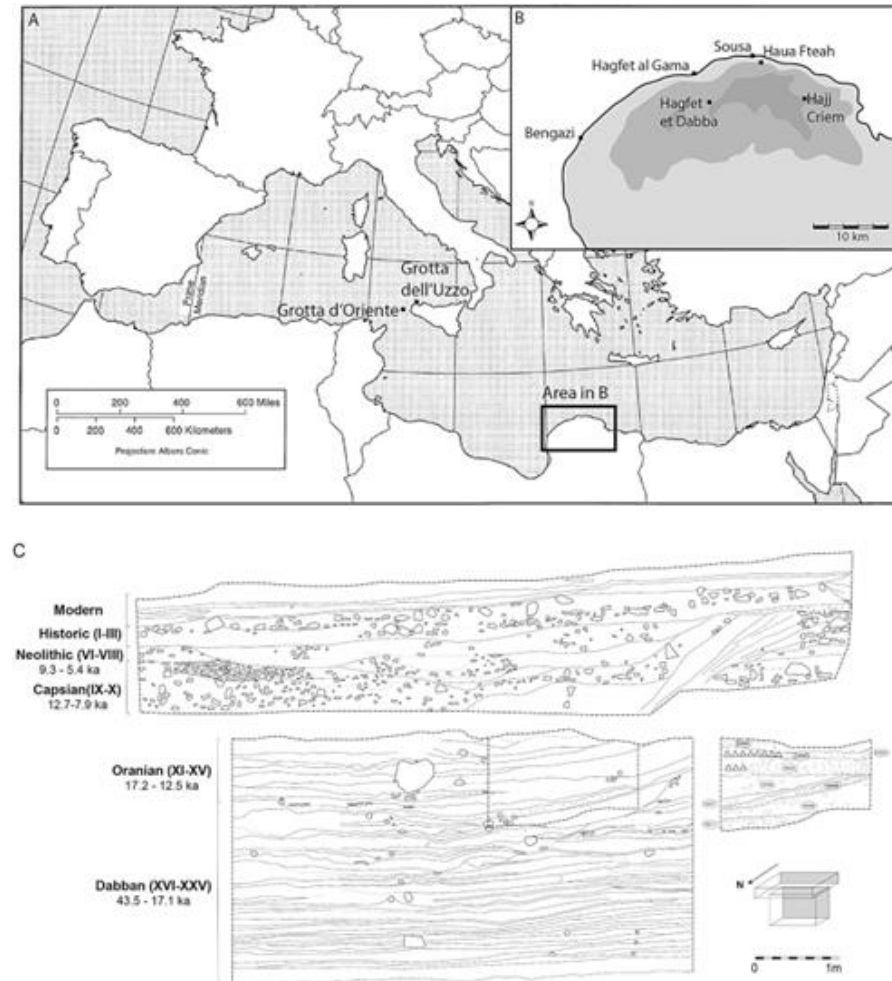 A
B
Sousa
Haua Fteah
Hagfet al Gama
Hagfet
et Dabba
Hajj
Criem
Bengazi
N
10 km
Prime
Meridian
Grotta
dell'Uzzo
Grotta d'Oriente
Area in B
0 200 400 600 Miles
0 200 400 600 Kilometers
Projection: Albers Conic
C
Modern
Historic (I-III)
Neolithic (VI-VIII)
9.3 - 5.4 ka
Capsian(IX-X)
12.7-7.9 ka
Oranian (XI-XV)
17.2 - 12.5 ka
Dabban (XVI-XXV)
43.5 - 17.1 ka
N
0 1m